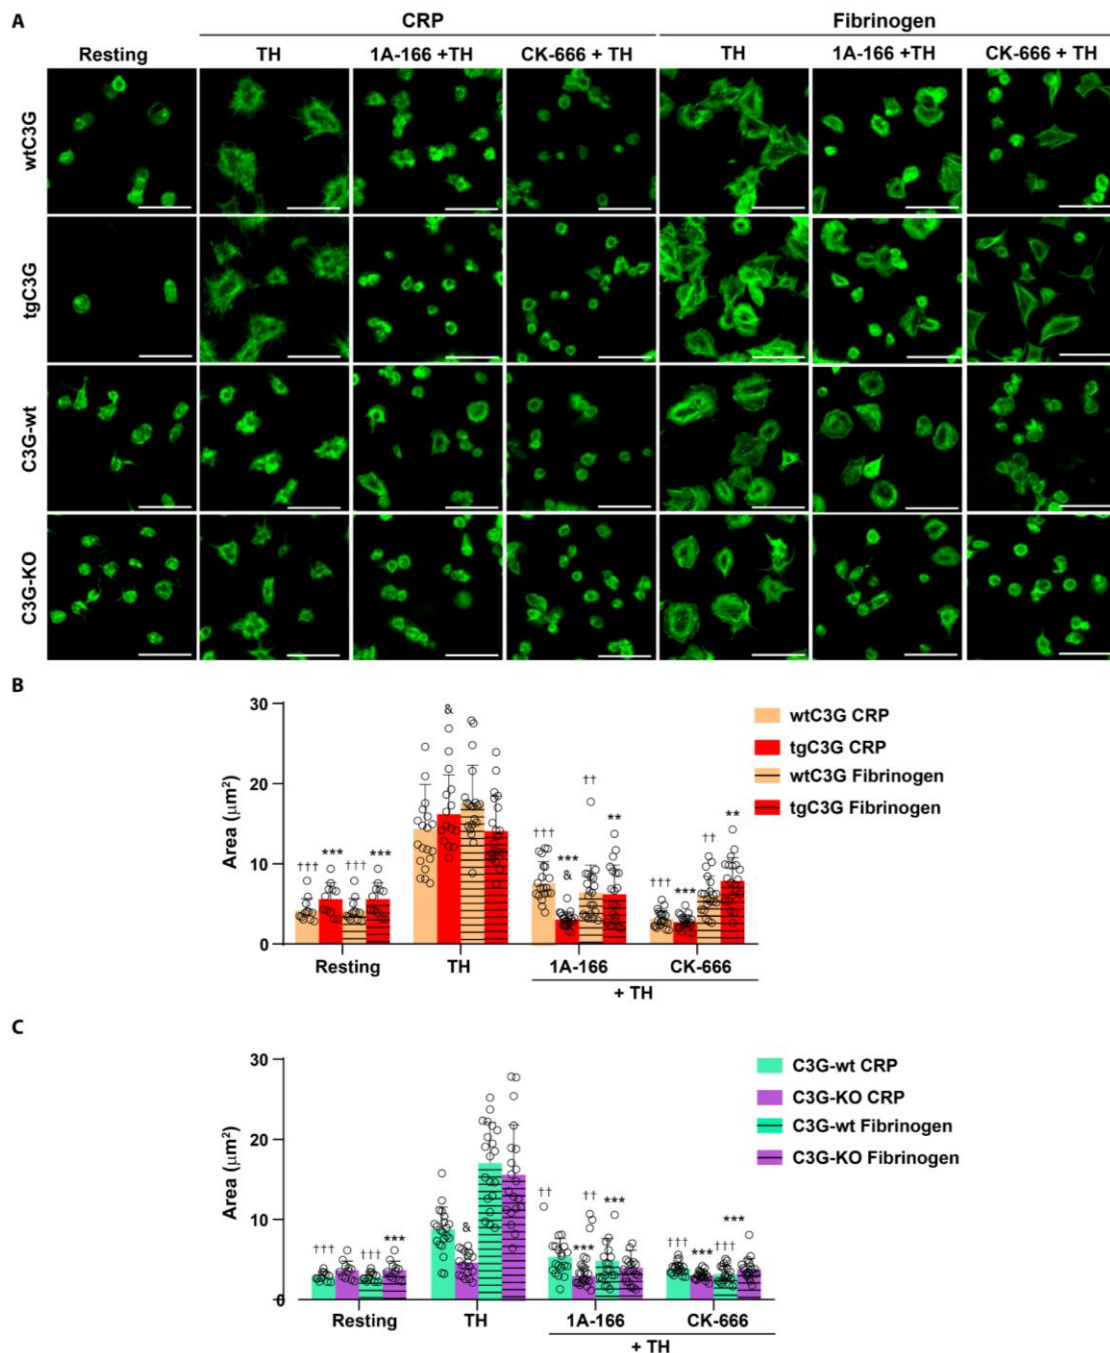 A
CRP
Fibrinogen
Resting
TH
1A-166 +TH
CK-666 + TH
TH
1A-166 +TH
CK-666 + TH
wtC3G
tgC3G
C3G-wt
C3G-KO
B
30
20
10
0
Area (μm²)
&
†††
***
†††
***
†††
***
&
††
**
†††
***
††
**
Resting
TH
1A-166
CK-666
+ TH
wtC3G CRP
tgC3G CRP
wtC3G Fibrinogen
tgC3G Fibrinogen
C
30
20
10
0
Area (μm²)
†††
†††
***
&
††
***
††
***
†††
***
†††
***
Resting
TH
1A-166
CK-666
+ TH
C3G-wt CRP
C3G-KO CRP
C3G-wt Fibrinogen
C3G-KO Fibrinogen